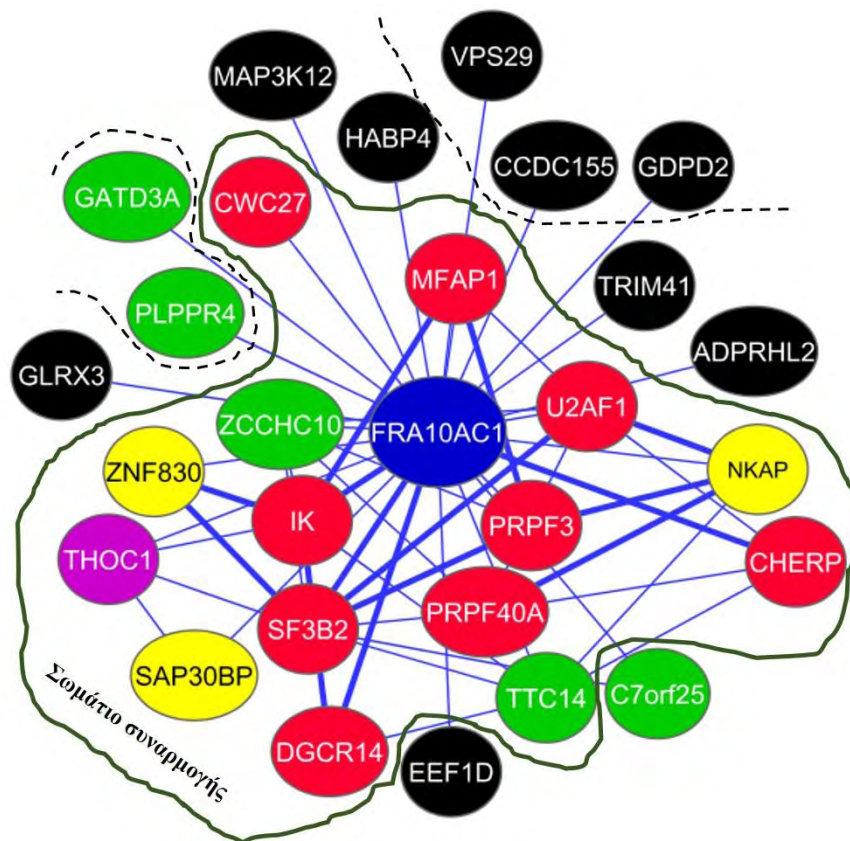 VPS29
MAP3K12
HABP4
CCDC155
GDPD2
GATD3A
CWC27
MFAP1
TRIM41
PLPPR4
ADPRHL2
GLRX3
U2AF1
ZCCHC10
FRA10AC1
ZNF830
NKAP
IK
PRPF3
THOC1
CHERP
PRPF40A
SF3B2
SAP30BP
TTC14
C7orf25
Σωμάτιο συναρμογής
DGCR14
EEF1D